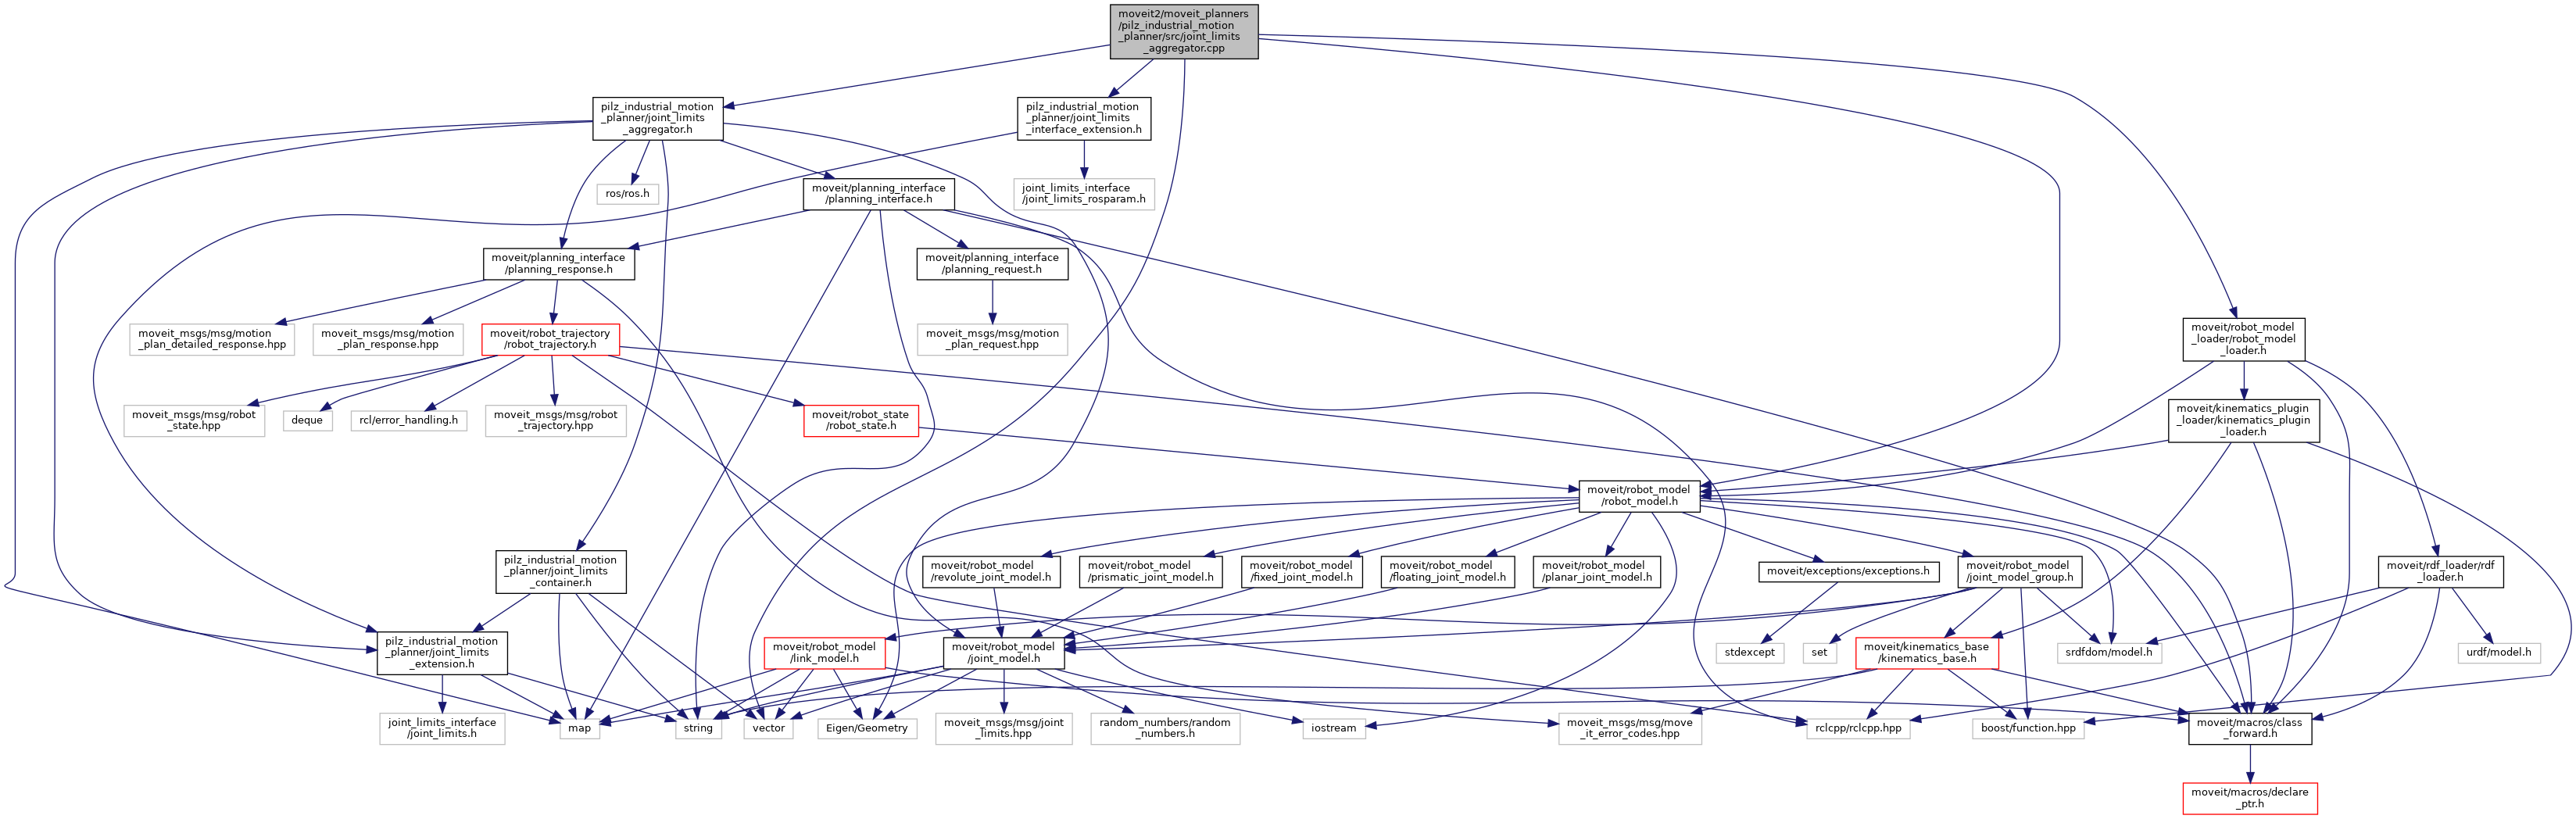 moveit2/moveit_planners
/pilz_industrial_motion
_planner/src/joint_limits
_aggregator.cpp
pilz_industrial_motion
_planner/joint_limits
_aggregator.h
pilz_industrial_motion
_planner/joint_limits
_interface_extension.h
ros/ros.h
moveit/planning_interface
/planning_interface.h
joint_limits_interface
/joint_limits_rosparam.h
moveit/planning_interface
/planning_response.h
moveit/planning_interface
/planning_request.h
moveit_msgs/msg/motion
_plan_detailed_response.hpp
moveit_msgs/msg/motion
_plan_response.hpp
moveit/robot_trajectory
/robot_trajectory.h
moveit_msgs/msg/motion
_plan_request.hpp
moveit/robot_model
_loader/robot_model
_loader.h
moveit_msgs/msg/robot
_state.hpp
deque
rcl/error_handling.h
moveit_msgs/msg/robot
_trajectory.hpp
moveit/robot_state
/robot_state.h
moveit/kinematics_plugin
_loader/kinematics_plugin
_loader.h
moveit/robot_model
/robot_model.h
pilz_industrial_motion
_planner/joint_limits
_container.h
moveit/robot_model
/revolute_joint_model.h
moveit/robot_model
/prismatic_joint_model.h
moveit/robot_model
/fixed_joint_model.h
moveit/robot_model
/floating_joint_model.h
moveit/robot_model
/planar_joint_model.h
moveit/exceptions/exceptions.h
moveit/robot_model
/joint_model_group.h
moveit/rdf_loader/rdf
_loader.h
pilz_industrial_motion
_planner/joint_limits
_extension.h
moveit/robot_model
/link_model.h
moveit/robot_model
/joint_model.h
stdexcept
set
moveit/kinematics_base
/kinematics_base.h
srdfdom/model.h
urdf/model.h
joint_limits_interface
/joint_limits.h
map
string
vector
Eigen/Geometry
moveit_msgs/msg/joint
_limits.hpp
random_numbers/random
_numbers.h
iostream
moveit_msgs/msg/move
_it_error_codes.hpp
rclcpp/rclcpp.hpp
boost/function.hpp
moveit/macros/class
_forward.h
moveit/macros/declare
_ptr.h